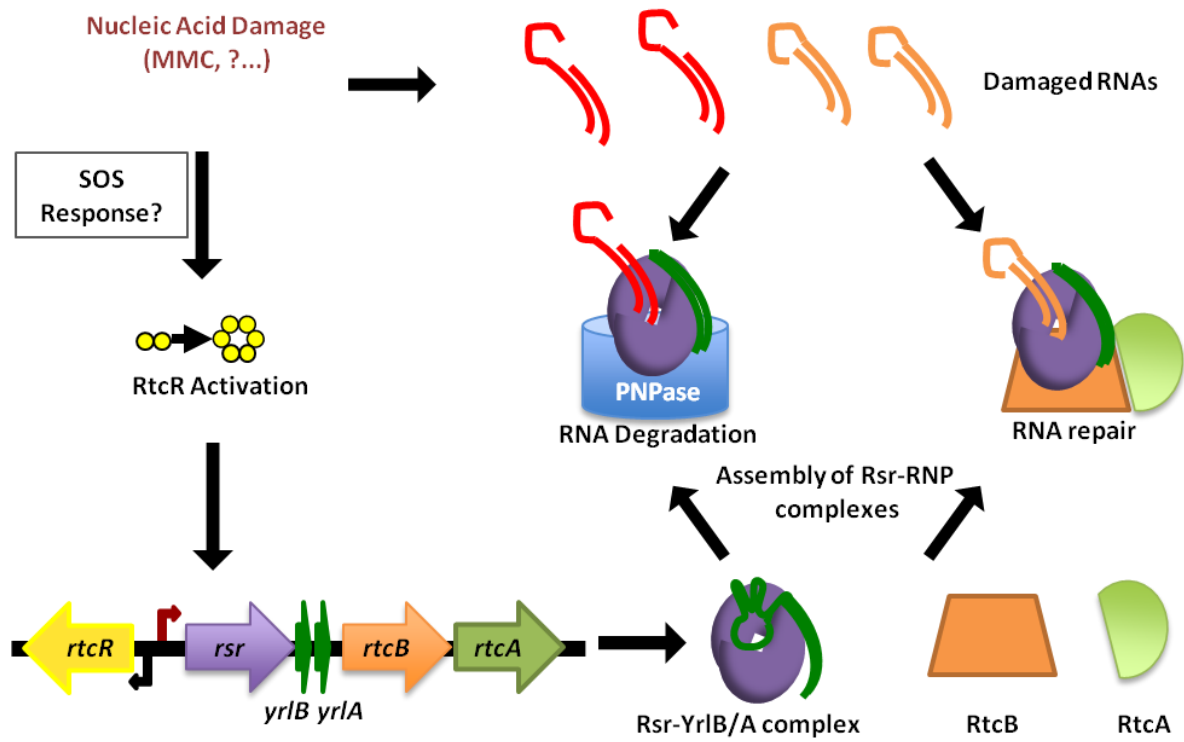 Nucleic Acid Damage
(MMC, ?...)
Damaged RNAs
SOS
Response?
RtcR Activation
PNPase
RNA Degradation
RNA repair
Assembly of Rsr-RNP
complexes
rtcR
rsr
rtcB
rtcA
yrlB yrlA
Rsr-YrlB/A complex
RtcB
RtcA